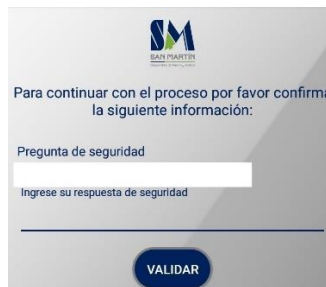 SM
SAN MARTÍN
Para continuar con el proceso por favor confirma
la siguiente información:
Pregunta de seguridad
Ingrese su respuesta de seguridad
VALIDAR